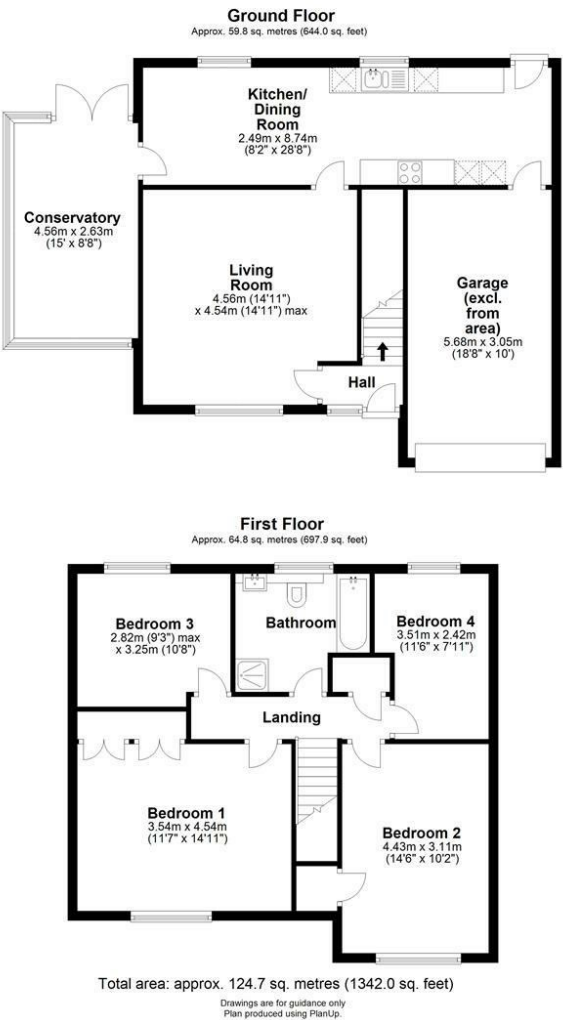 Ground Floor
Approx. 59.8 sq. metres (644.0 sq. feet)
Kitchen/
Dining
Room
2.49m x 8.74m
(8'2" x 28'8")
Conservatory
4.56m x 2.63m
(15' x 8'8")
Living
Room
4.56m (14'11")
x 4.54m (14'11") max
Garage
(excl.
from
area)
5.68m x 3.05m
(18'8" x 10')
Hall
First Floor
Approx. 64.8 sq. metres (697.9 sq. feet)
Bedroom 3
2.82m (9'3") max
x 3.25m (10'8")
Bathroom
Bedroom 4
3.51m x 2.42m
(11'6" x 7'11")
Landing
Bedroom 1
3.54m x 4.54m
(11'7" x 14'11")
Bedroom 2
4.43m x 3.11m
(14'6" x 10'2")
Total area: approx. 124.7 sq. metres (1342.0 sq. feet)
Drawings are for guidance only
Plan produced using PlanUp.